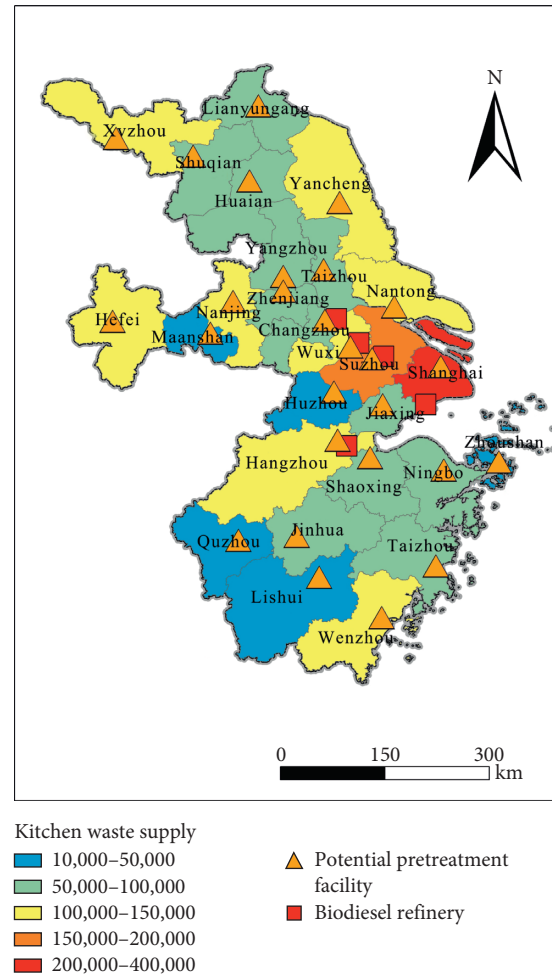 N
Lianyungang
Xvzhou
Shuqian
Huaian
Yancheng
Yangzhou
Taizhou
Zhenjiang
Nantong
Nanjing
Hefei
Maanshan
Changzhou
Wuxi
Suzhou
Shanghai
Huzhou
Jiaxing
Zhoushan
Hangzhou
Shaoxing
Ningbo
Quzhou
Jinhua
Taizhou
Lishui
Wenzhou
0 150 300
km
Kitchen waste supply
10,000–50,000
50,000–100,000
100,000–150,000
150,000–200,000
200,000–400,000
Potential pretreatment
facility
Biodiesel refinery